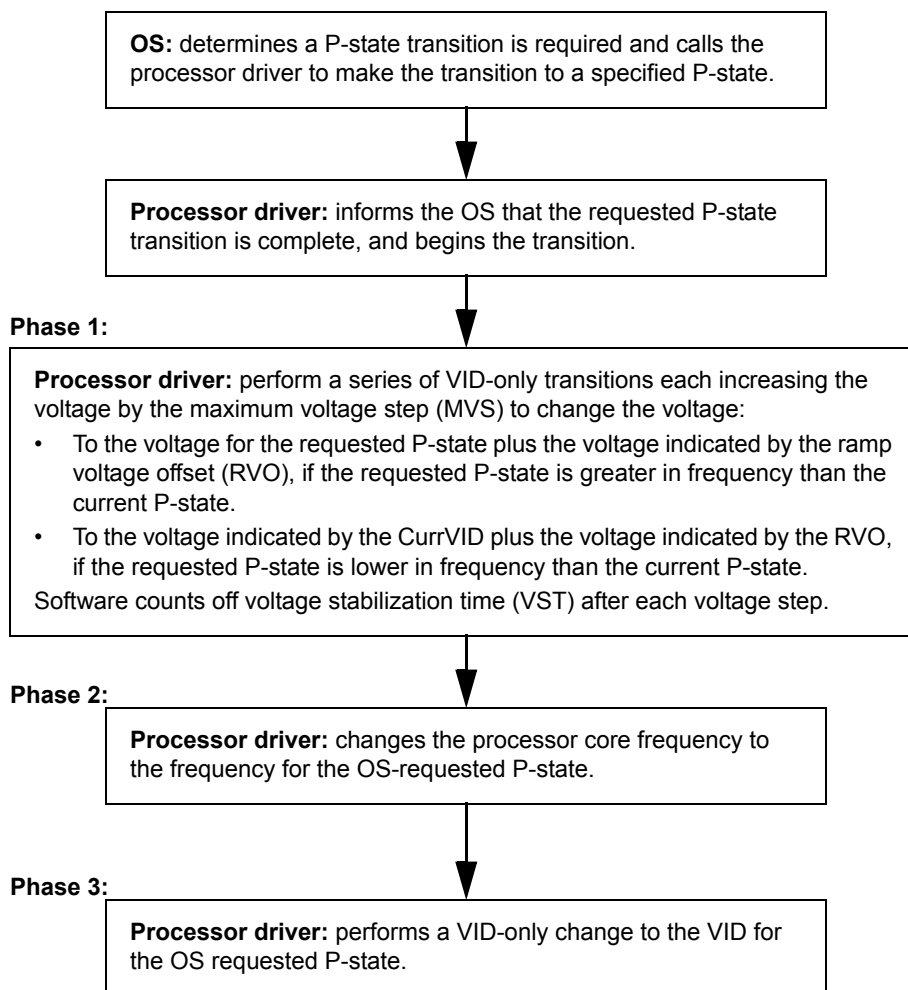 OS: determines a P-state transition is required and calls the
processor driver to make the transition to a specified P-state.
Processor driver: informs the OS that the requested P-state
transition is complete, and begins the transition.
Phase 1:
Processor driver: perform a series of VID-only transitions each increasing the
voltage by the maximum voltage step (MVS) to change the voltage:
• To the voltage for the requested P-state plus the voltage indicated by the ramp
voltage offset (RVO), if the requested P-state is greater in frequency than the
current P-state.
• To the voltage indicated by the CurrVID plus the voltage indicated by the RVO,
if the requested P-state is lower in frequency than the current P-state.
Software counts off voltage stabilization time (VST) after each voltage step.
Phase 2:
Processor driver: changes the processor core frequency to
the frequency for the OS-requested P-state.
Phase 3:
Processor driver: performs a VID-only change to the VID for
the OS requested P-state.